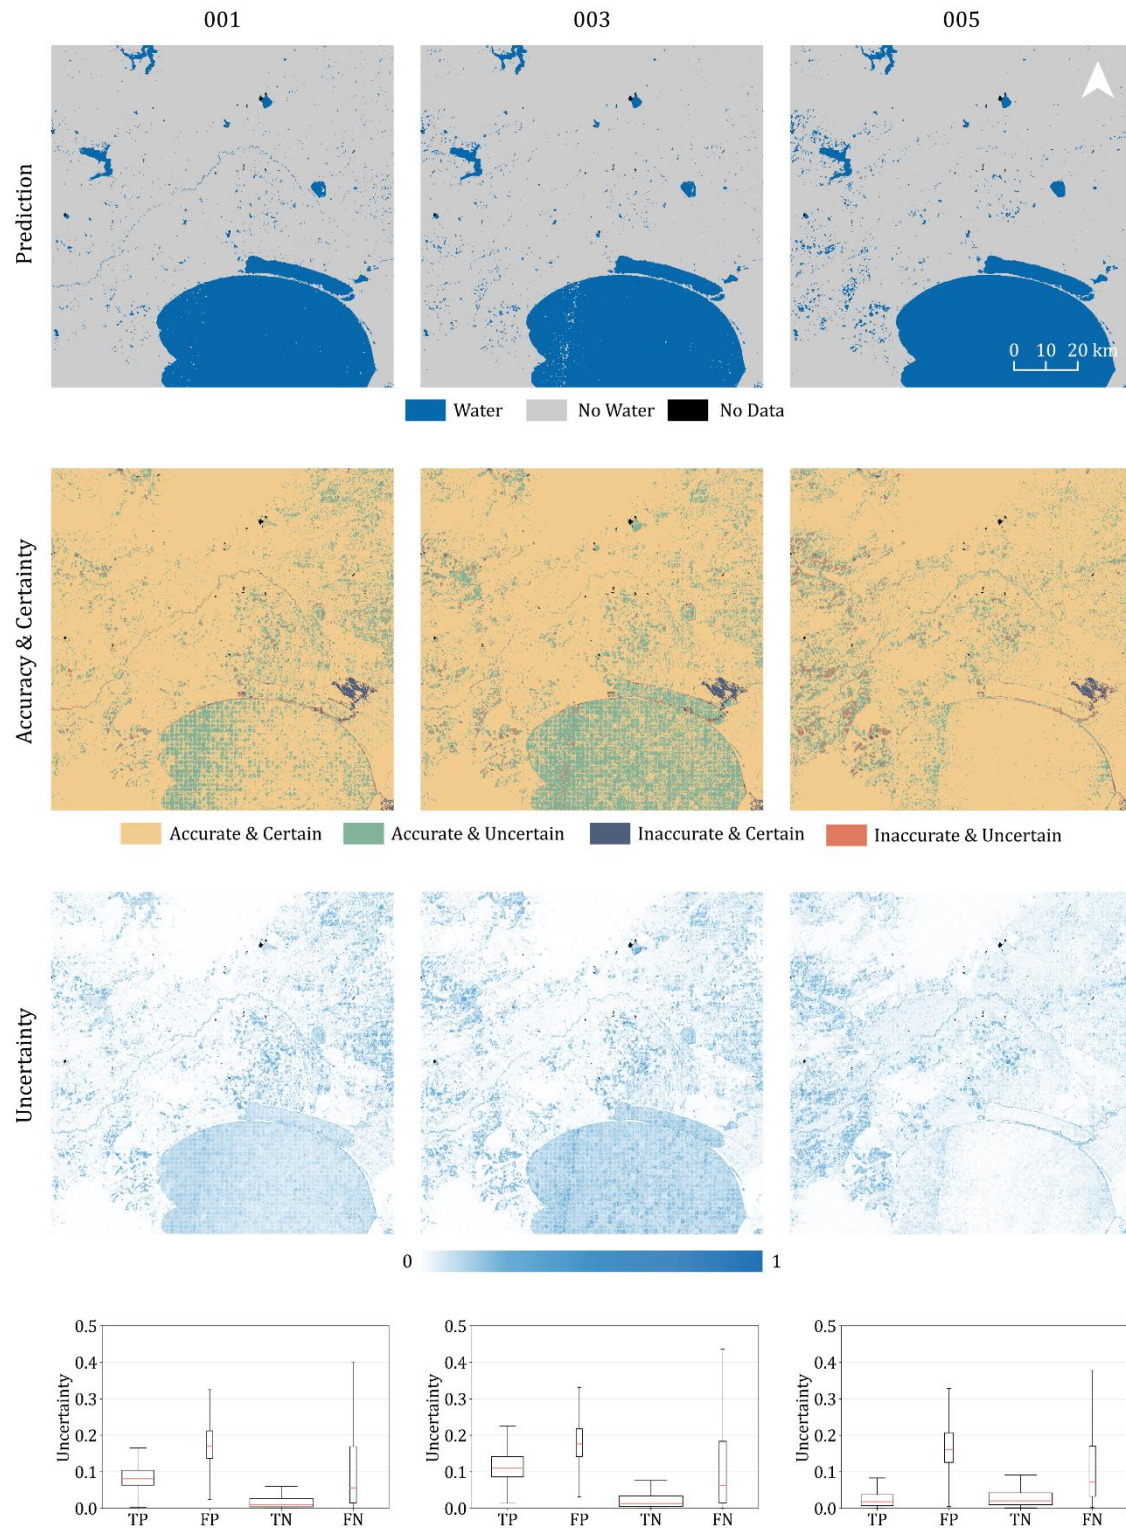 001 003 005
Prediction
0 10 20 km
Water No Water No Data
Accuracy & Certainty
Accurate & Certain Accurate & Uncertain Inaccurate & Certain Inaccurate & Uncertain
Uncertainty
0 1
Uncertainty
0.5
0.4
0.3
0.2
0.1
0.0
TP FP TN FN
Uncertainty
0.5
0.4
0.3
0.2
0.1
0.0
TP FP TN FN
Uncertainty
0.5
0.4
0.3
0.2
0.1
0.0
TP FP TN FN